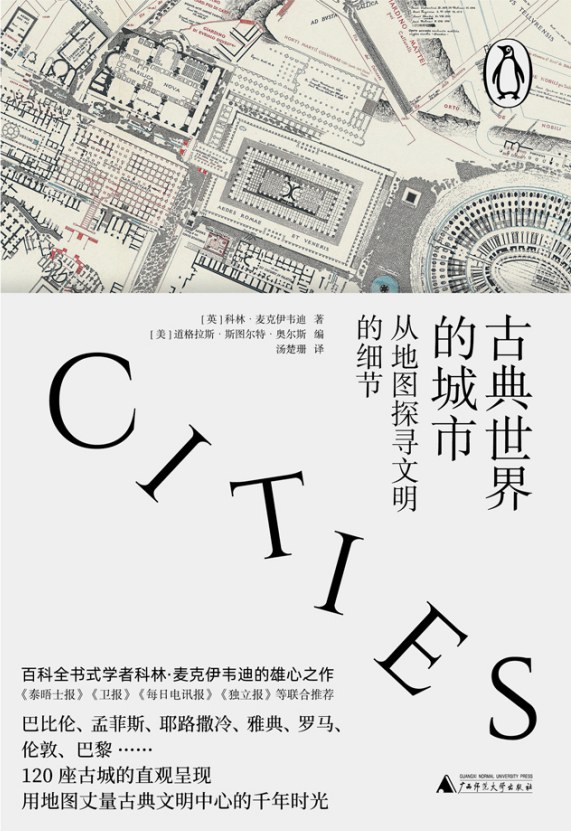 BASILICA NOVA
AEDES ROMAE ET VENERIS
[英]科林·麦克伊韦迪 著
[美]道格拉斯·斯图尔特·奥尔斯 编
汤楚珊 译
古典世界
的城市
从地图探寻文明
的细节
CITIES
百科全书式学者科林·麦克伊韦迪的雄心之作
《泰晤士报》《卫报》《每日电讯报》《独立报》等联合推荐
巴比伦、孟菲斯、耶路撒冷、雅典、罗马、
伦敦、巴黎……
120 座古城的直观呈现
用地图丈量古典文明中心的千年时光
GUANGXI NORMAL UNIVERSITY PRESS
广西师范大学出版社